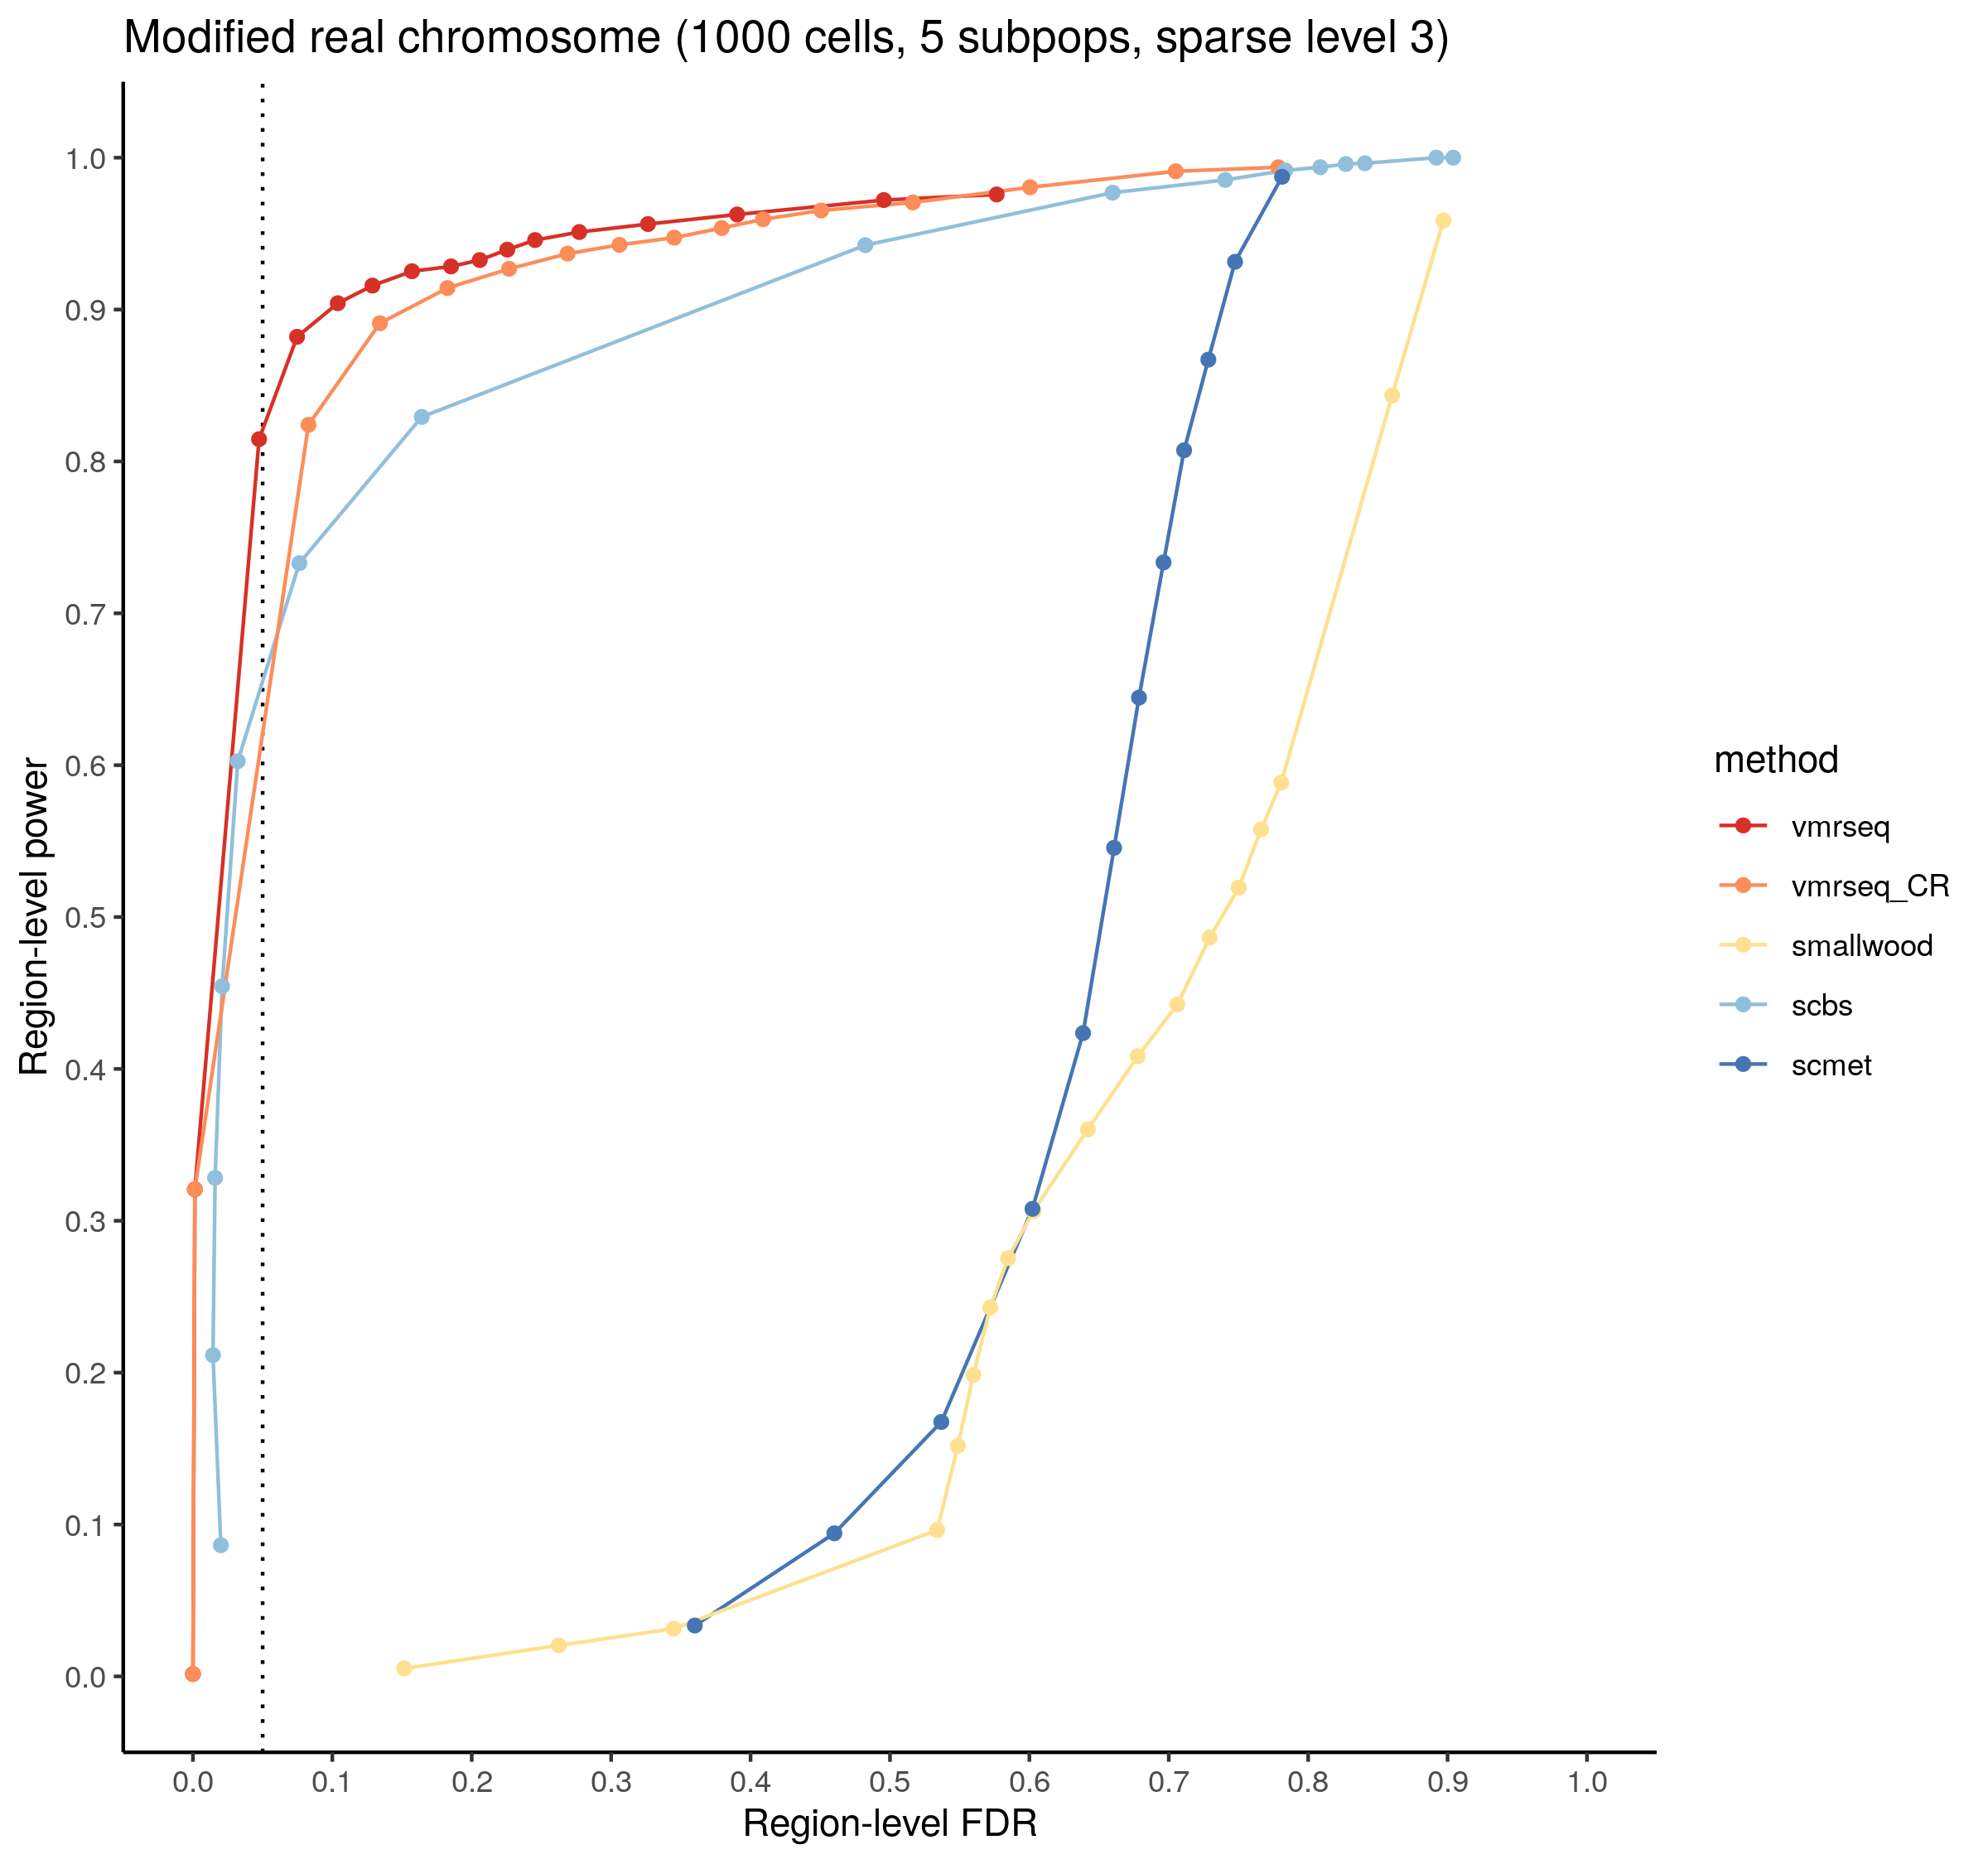 Modified real chromosome (1000 cells, 5 subpops, sparse level 3)
Region-level power
1.0
0.9
0.8
0.7
0.6
0.5
0.4
0.3
0.2
0.1
0.0
0.0 0.1 0.2 0.3 0.4 0.5 0.6 0.7 0.8 0.9 1.0
Region-level FDR
method
vmrseq
vmrseq_CR
smallwood
scbs
scmet